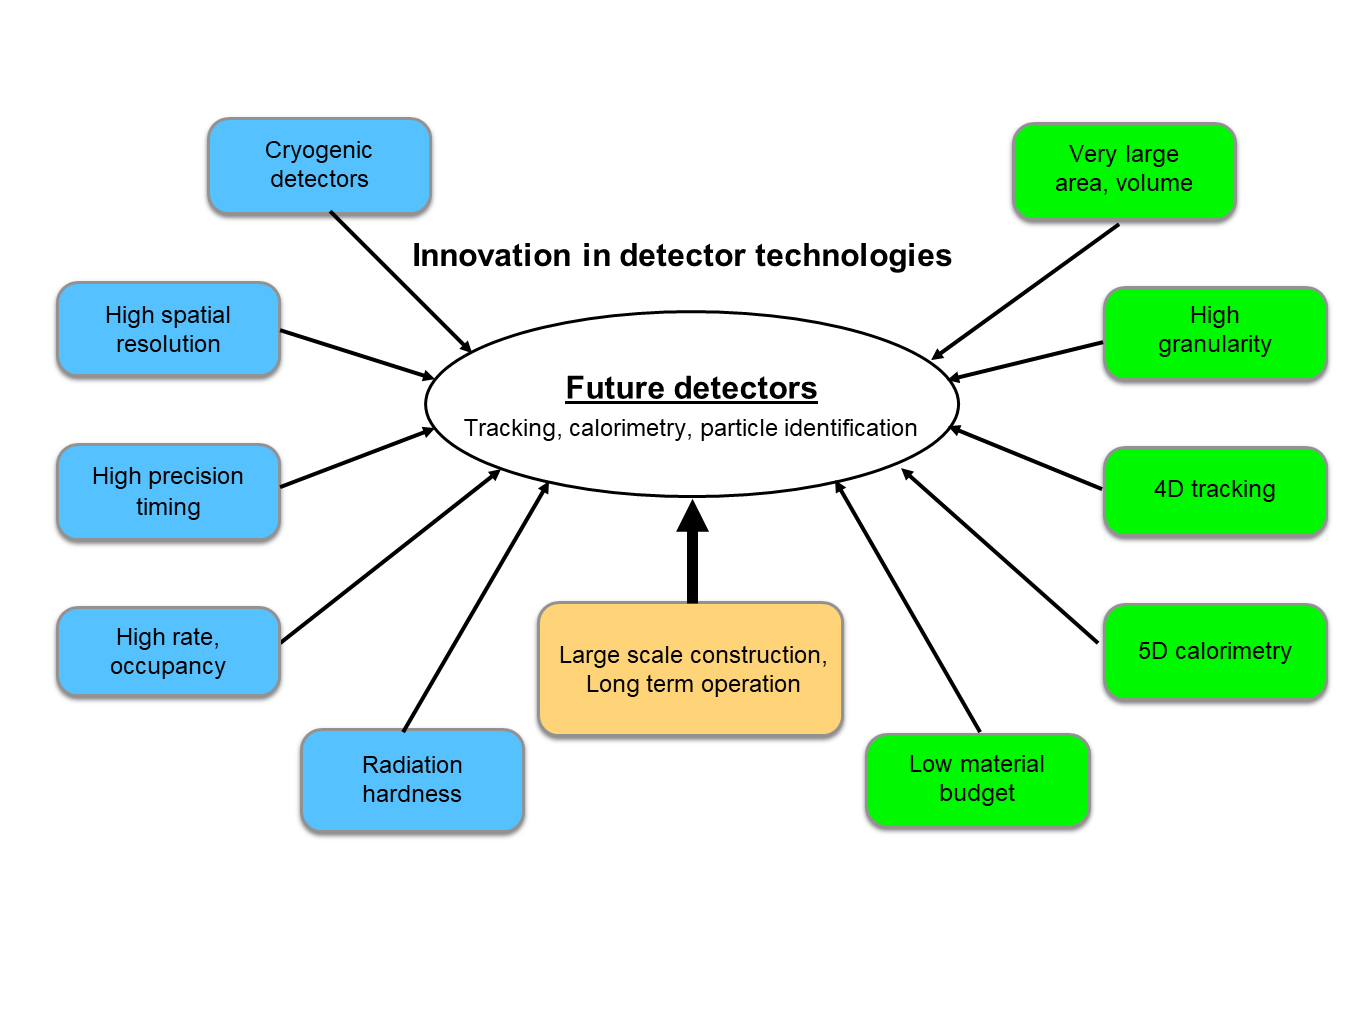 Cryogenic
detectors
Very large
area, volume
Innovation in detector technologies
High spatial
resolution
High
granularity
Future detectors
Tracking, calorimetry, particle identification
High precision
timing
4D tracking
High rate,
occupancy
Large scale construction,
Long term operation
5D calorimetry
Radiation
hardness
Low material
budget